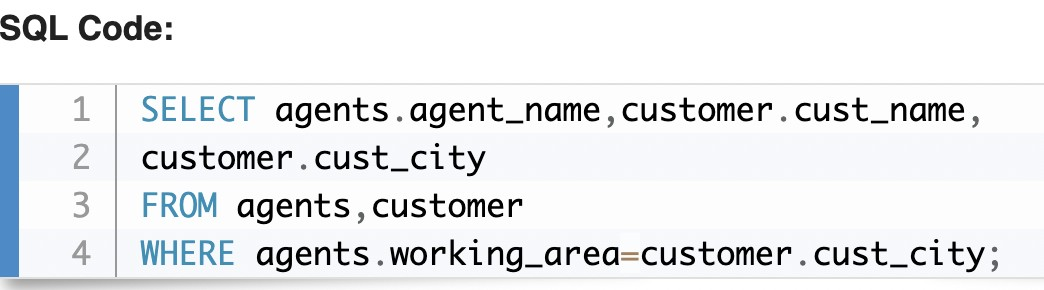 SQL Code:
1 SELECT agents.agent_name,customer.cust_name,
2 customer.cust_city
3 FROM agents,customer
4 WHERE agents.working_area=customer.cust_city;